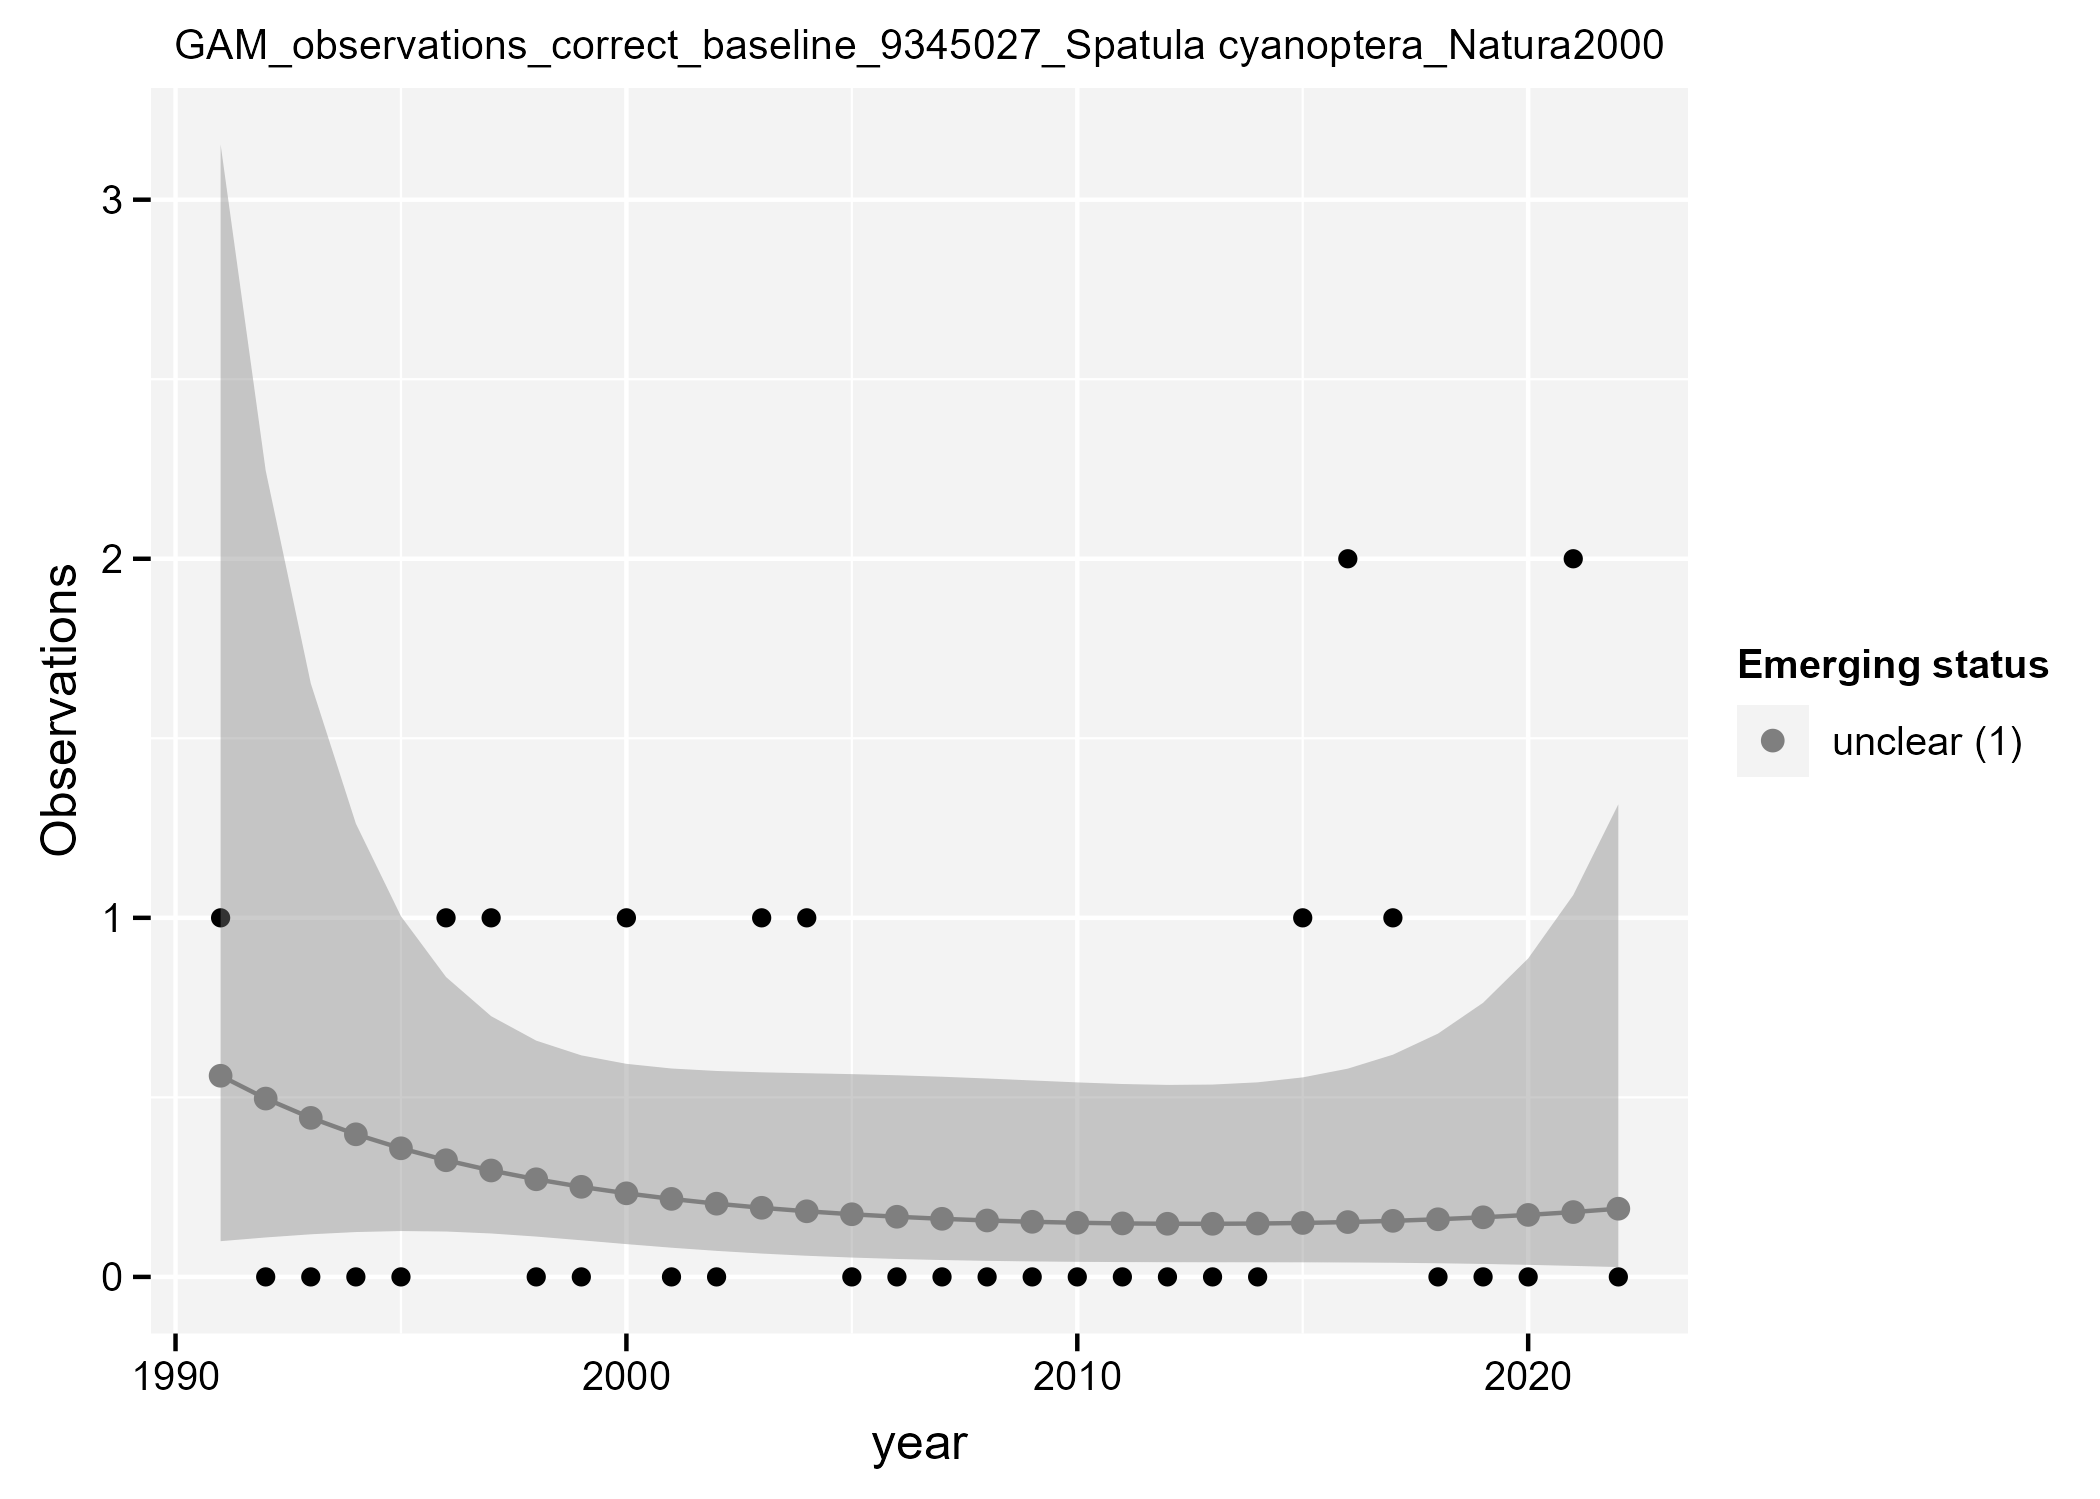 GAM_observations_correct_baseline_9345027_Spatula cyanoptera_Natura2000
3
2
1
0
Observations
1990
2000
2010
2020
year
Emerging status
unclear (1)